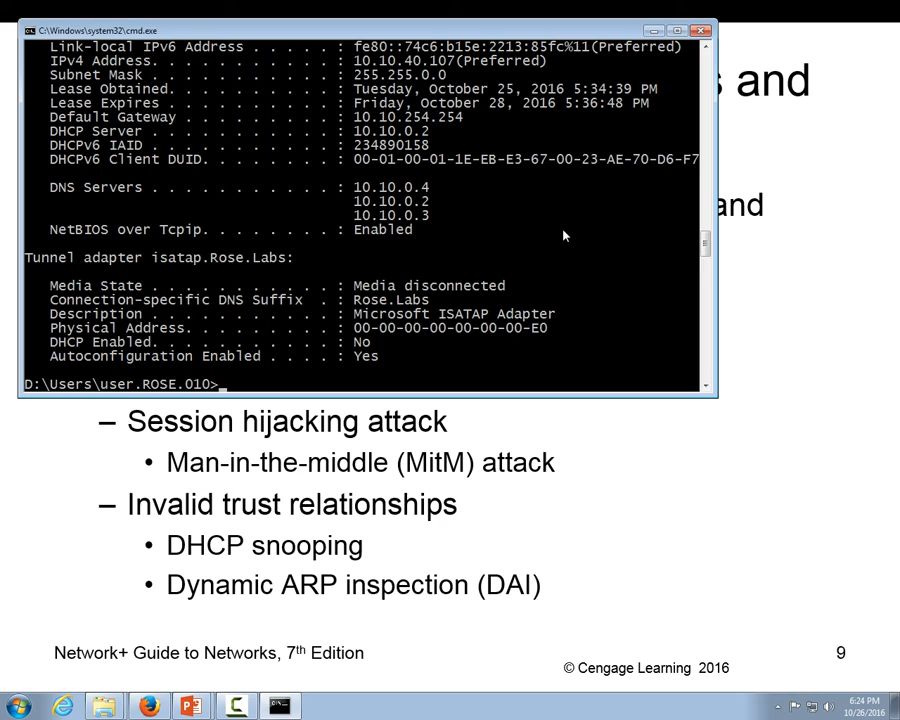 C:\Windows\system32\cmd.exe
Link-local IPv6 Address . . . . . : fe80::74c6:b15e:2213:85fc%11(Preferred)
IPv4 Address. . . . . . . . . . . : 10.10.40.107(Preferred)
Subnet Mask . . . . . . . . . . . : 255.255.0.0
Lease Obtained. . . . . . . . . . : Tuesday, October 25, 2016 5:34:39 PM
Lease Expires . . . . . . . . . . : Friday, October 28, 2016 5:36:48 PM
Default Gateway . . . . . . . . . : 10.10.254.254
DHCP Server . . . . . . . . . . . : 10.10.0.2
DHCPv6 IAID . . . . . . . . . . . : 234890158
DHCPv6 Client DUID. . . . . . . . : 00-01-00-01-1E-EB-E3-67-00-23-AE-70-D6-F7
DNS Servers . . . . . . . . . . . : 10.10.0.4
10.10.0.2
10.10.0.3
NetBIOS over Tcpip. . . . . . . . : Enabled
Tunnel adapter isatap.Rose.Labs:
Media State . . . . . . . . . . . : Media disconnected
Connection-specific DNS Suffix  . : Rose.Labs
Description . . . . . . . . . . . : Microsoft ISATAP Adapter
Physical Address. . . . . . . . . : 00-00-00-00-00-00-00-E0
DHCP Enabled. . . . . . . . . . . : No
Autoconfiguration Enabled . . . . : Yes
D:\Users\user.ROSE.010>_
and
and
– Session hijacking attack
• Man-in-the-middle (MitM) attack
– Invalid trust relationships
• DHCP snooping
• Dynamic ARP inspection (DAI)
Network+ Guide to Networks, 7th Edition
© Cengage Learning 2016
9
6:24 PM
10/26/2016